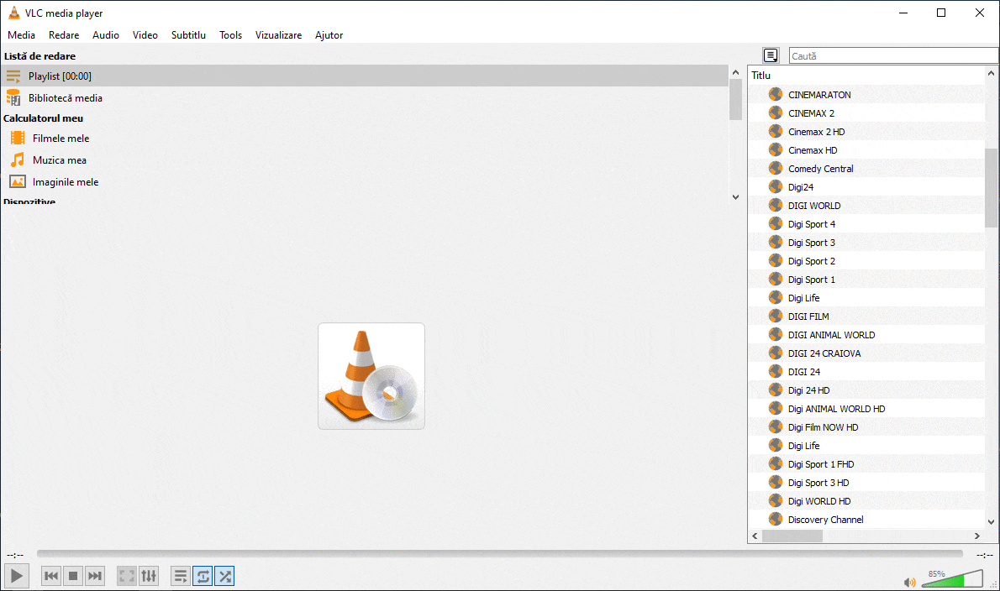 VLC media player
Media Redare Audio Video Subtitlu Tools Vizualizare Ajutor
Listă de redare
Caută
Playlist [00:00]
Bibliotecă media
Calculatorul meu
Filmele mele
Muzica mea
Imaginile mele
Dispozitive
Titlu
CINEMARATON
CINEMAX 2
Cinemax 2 HD
Cinemax HD
Comedy Central
Digi24
DIGI WORLD
Digi Sport 4
Digi Sport 3
Digi Sport 2
Digi Sport 1
Digi Life
DIGI FILM
DIGI ANIMAL WORLD
DIGI 24 CRAIOVA
DIGI 24
Digi 24 HD
Digi ANIMAL WORLD HD
Digi Film NOW HD
Digi Life
Digi Sport 1 FHD
Digi Sport 3 HD
Digi WORLD HD
Discovery Channel
--:-- --:--
85%